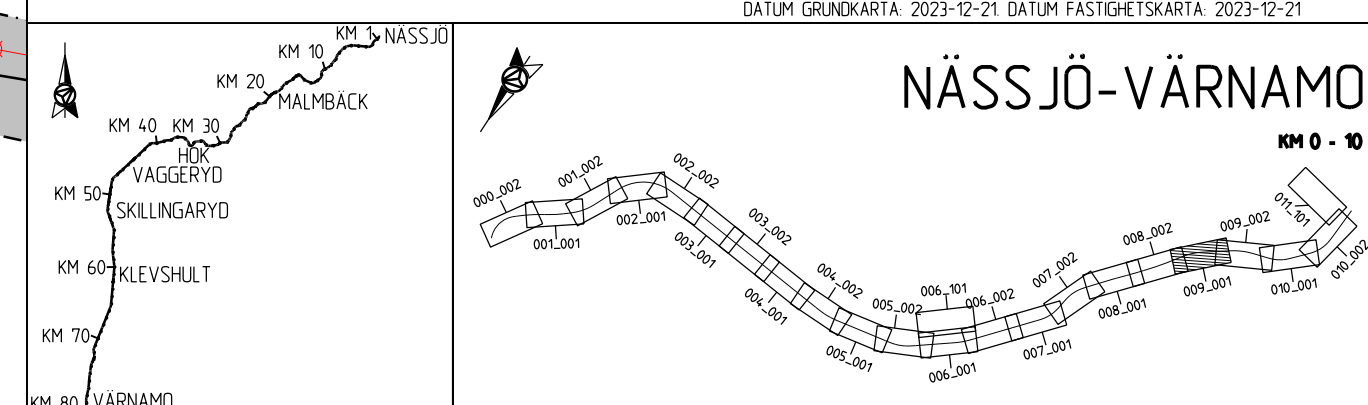 DATUM GRUNDKARTA: 2023-12-21. DATUM FASTIGHETSKARTA: 2023-12-21
KM 1
NÄSSJÖ
KM 10
KM 20
MALMBÄCK
KM 40
KM 30
HOK
VAGGERYD
KM 50
SKILLINGARYD
KM 60
KLEVSHULT
KM 70
KM 80
VÄRNAMO
NÄSSJÖ-VÄRNAMO
KM 0 - 10
000_002
001_002
001_001
002_001
002_002
003_001
003_002
004_001
004_002
005_001
005_002
006_101
006_001
006_002
007_001
007_002
008_001
008_002
009_001
009_002
010_001
011_101
010_002